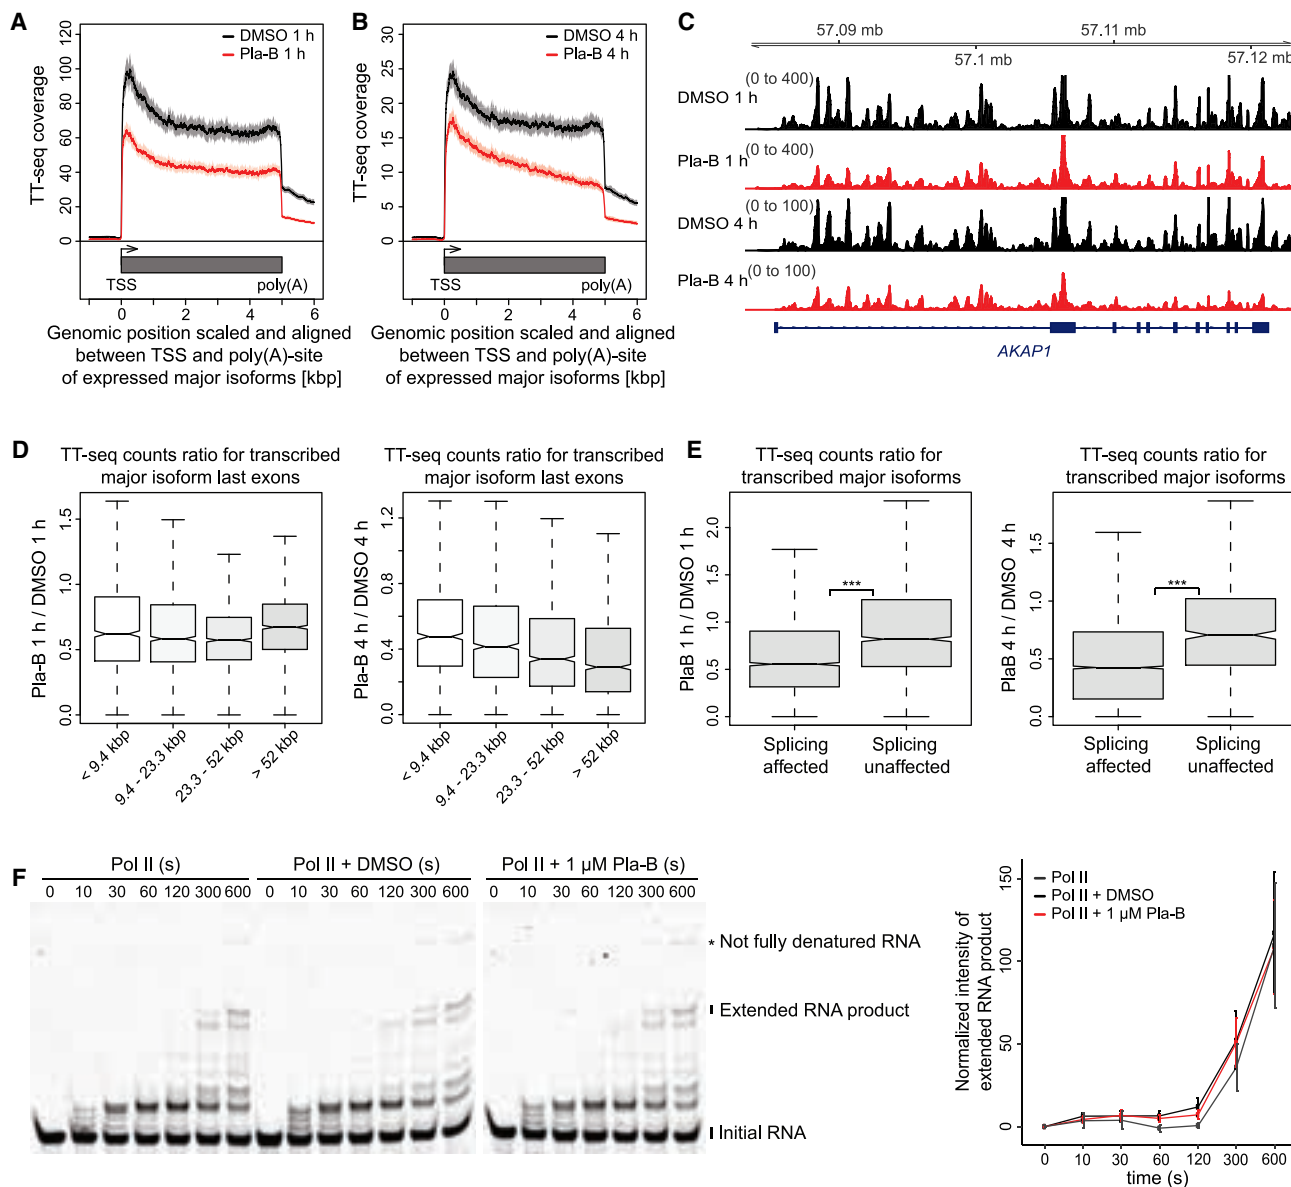 A
TT-seq coverage
120
100
80
60
40
20
0
DMSO 1 h
Pla-B 1 h
TSS
poly(A)
0
2
4
6
Genomic position scaled and aligned
between TSS and poly(A)-site
of expressed major isoforms [kbp]
B
TT-seq coverage
30
25
20
15
10
5
0
DMSO 4 h
Pla-B 4 h
TSS
poly(A)
0
2
4
6
Genomic position scaled and aligned
between TSS and poly(A)-site
of expressed major isoforms [kbp]
C
57.09 mb
57.11 mb
57.1 mb
57.12 mb
DMSO 1 h
(0 to 400)
Pla-B 1 h
(0 to 400)
DMSO 4 h
(0 to 100)
Pla-B 4 h
(0 to 100)
AKAP1
D
TT-seq counts ratio for transcribed
major isoform last exons
Pla-B 1 h / DMSO 1 h
1.5
1.0
0.5
0.0
< 9.4 kbp
9.4 - 23.3 kbp
23.3 - 52 kbp
> 52 kbp
TT-seq counts ratio for transcribed
major isoform last exons
Pla-B 4 h / DMSO 4 h
1.2
0.8
0.4
0.0
< 9.4 kbp
9.4 - 23.3 kbp
23.3 - 52 kbp
> 52 kbp
E
TT-seq counts ratio for
transcribed major isoforms
PlaB 1 h / DMSO 1 h
2.0
1.5
1.0
0.5
0.0
***
Splicing
affected
Splicing
unaffected
TT-seq counts ratio for
transcribed major isoforms
PlaB 4 h / DMSO 4 h
1.5
1.0
0.5
0.0
***
Splicing
affected
Splicing
unaffected
F
Pol II (s)
0 10 30 60 120 300 600
Pol II + DMSO (s)
0 10 30 60 120 300 600
Pol II + 1 µM Pla-B (s)
0 10 30 60 120 300 600
* Not fully denatured RNA
Extended RNA product
Initial RNA
Normalized intensity of
extended RNA product
150
100
50
0
Pol II
Pol II + DMSO
Pol II + 1 µM Pla-B
0 10 30 60 120 300 600
time (s)